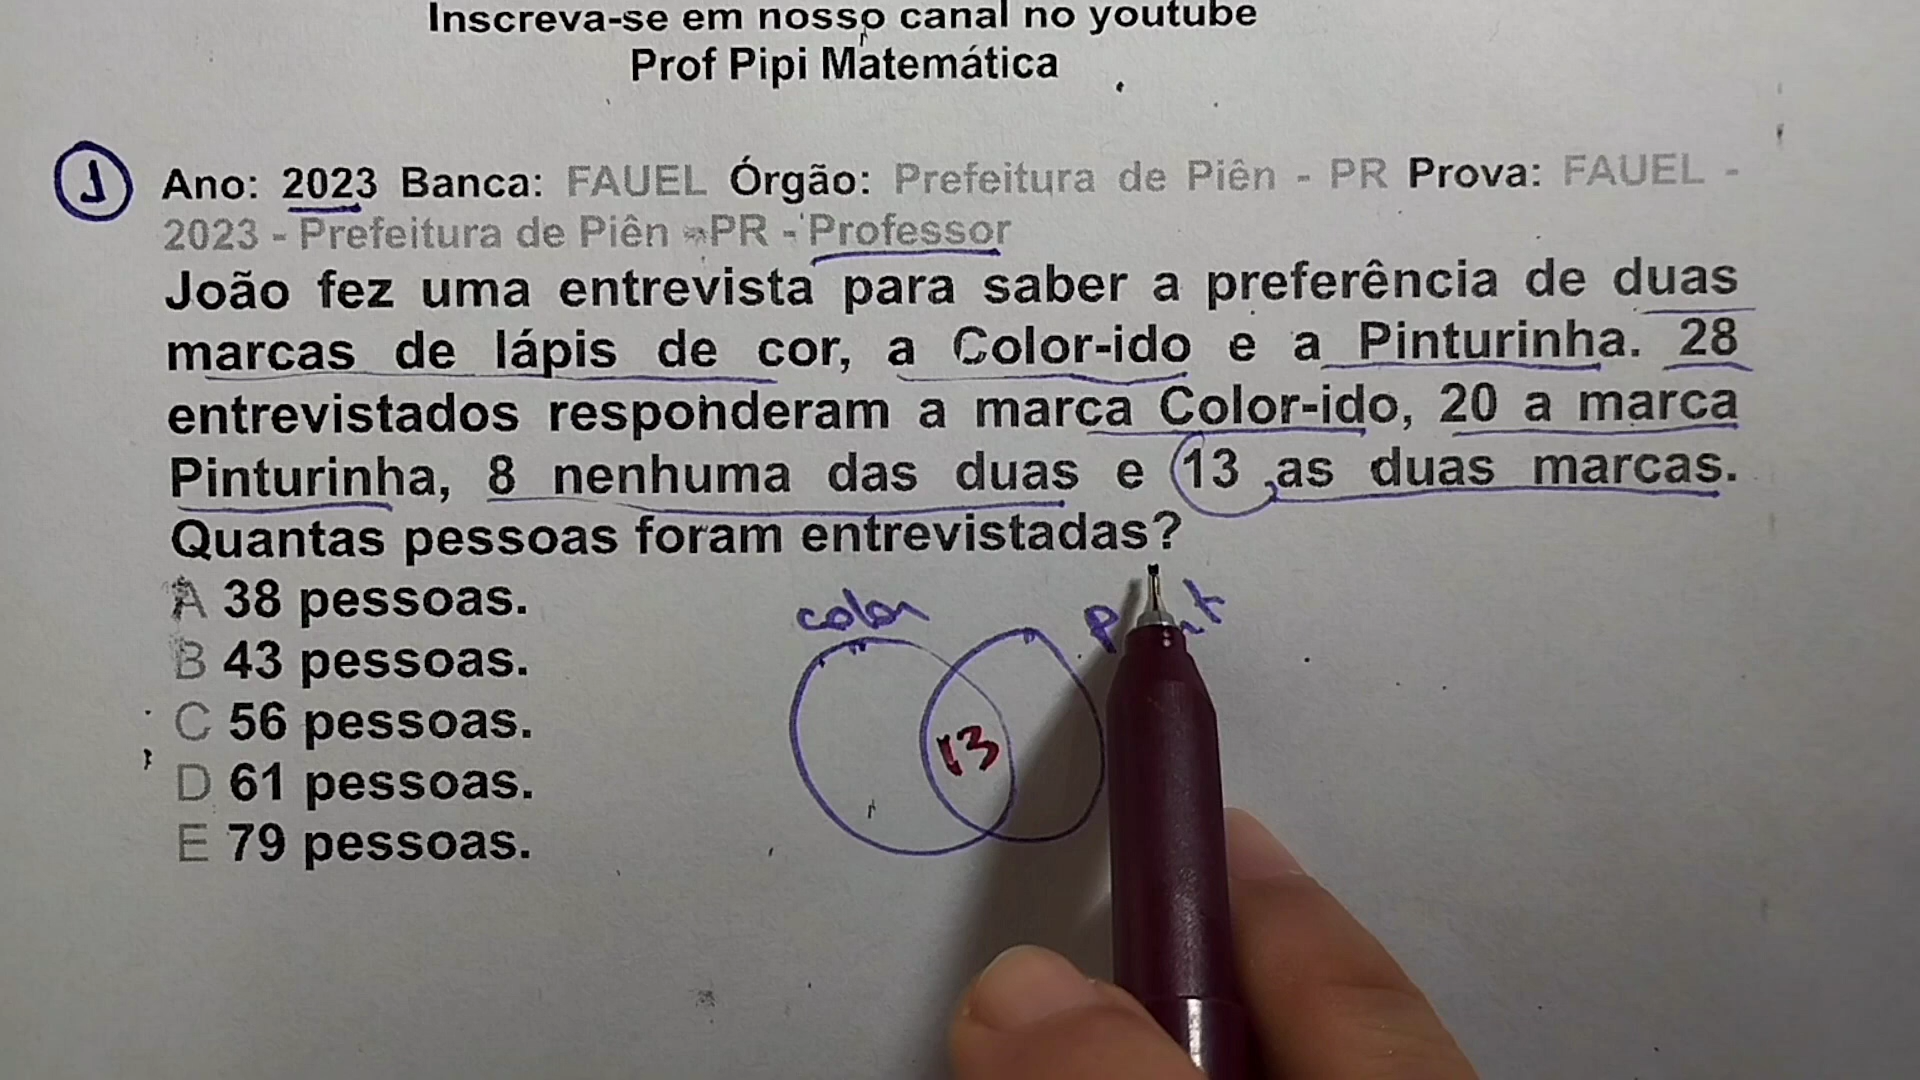 Inscreva-se em nosso canal no youtube
Prof Pipi Matemática
1 Ano: 2023 Banca: FAUEL Órgão: Prefeitura de Piên - PR Prova: FAUEL -
2023 - Prefeitura de Piên - PR - Professor
João fez uma entrevista para saber a preferência de duas
marcas de lápis de cor, a Color-ido e a Pinturinha. 28
entrevistados responderam a marca Color-ido, 20 a marca
Pinturinha, 8 nenhuma das duas e 13 as duas marcas.
Quantas pessoas foram entrevistadas?
A 38 pessoas.
B 43 pessoas.
C 56 pessoas.
D 61 pessoas.
E 79 pessoas.
color
13